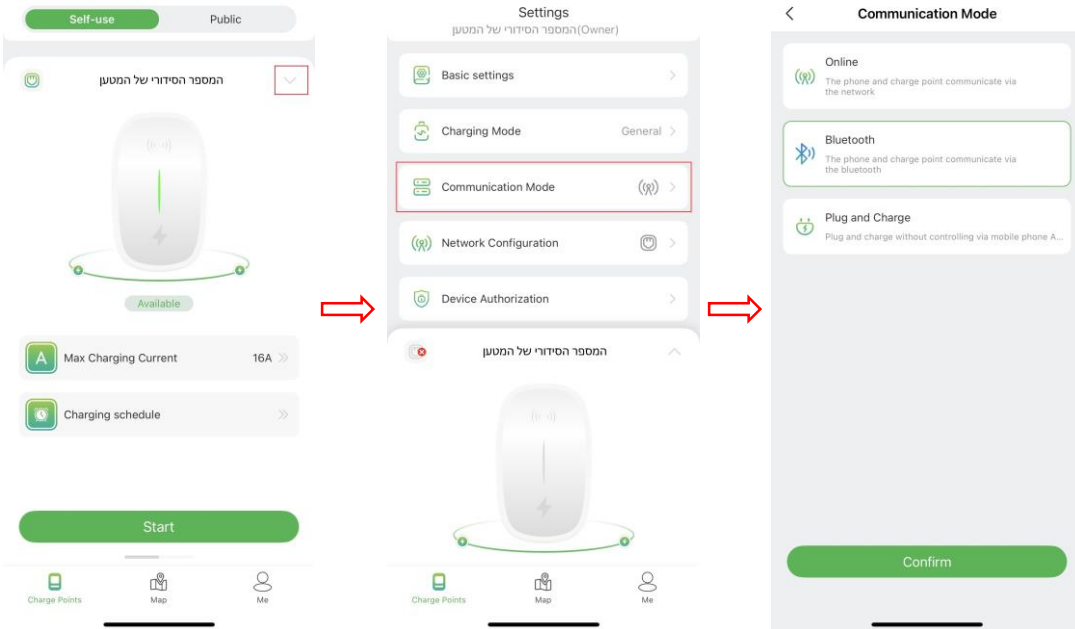 Self-use
Public
המספר הסידורי של המטען
Available
Max Charging Current
16A
Charging schedule
Start
Charge Points
Map
Me
Settings
המספר הסידורי של המטען(Owner)
Basic settings
Charging Mode
General
Communication Mode
Network Configuration
Device Authorization
המספר הסידורי של המטען
Charge Points
Map
Me
Communication Mode
Online
The phone and charge point communicate via
the network
Bluetooth
The phone and charge point communicate via
the bluetooth
Plug and Charge
Plug and charge without controlling via mobile phone A...
Confirm